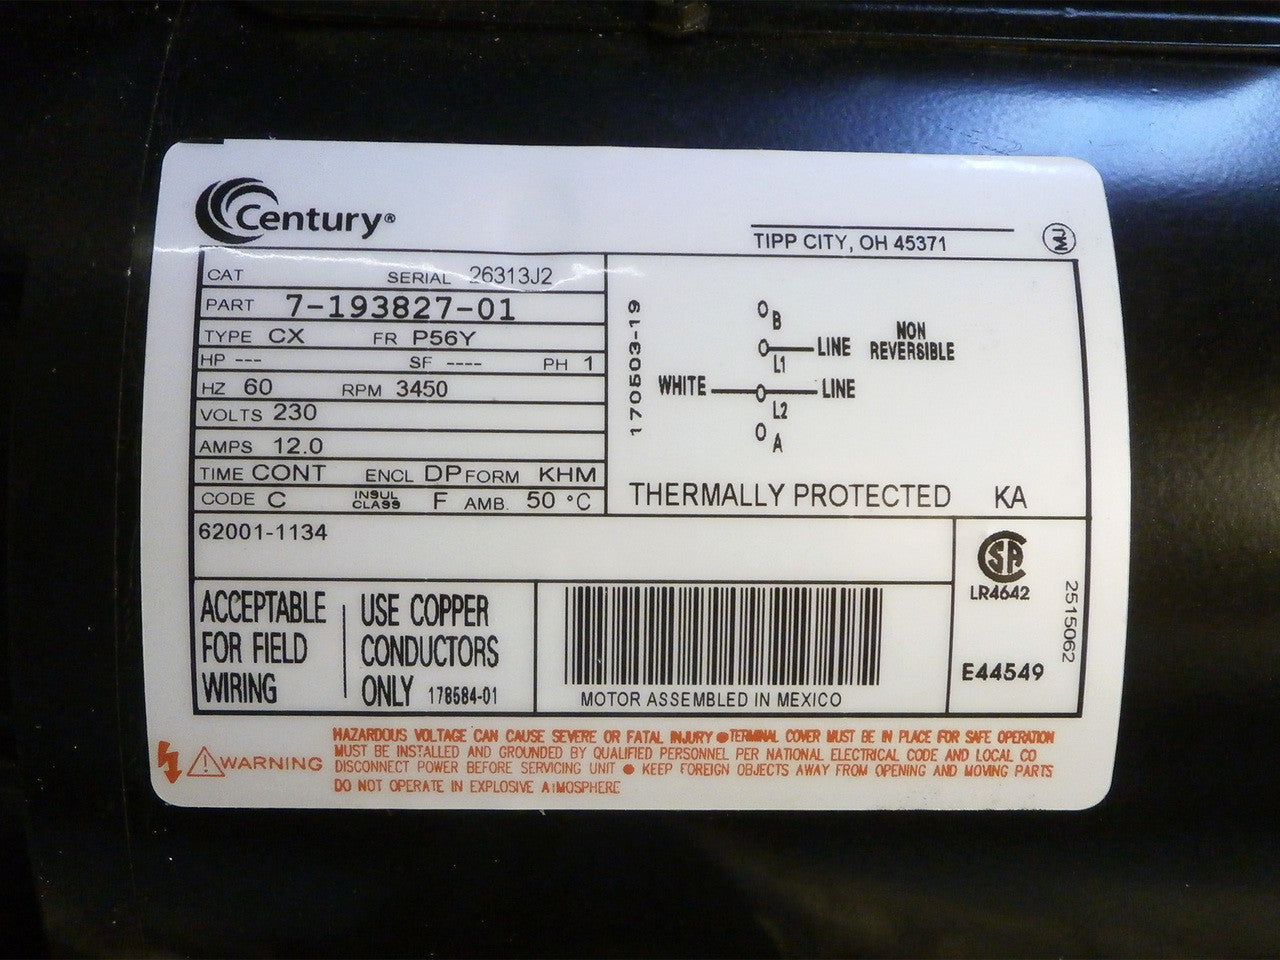 Century®
TIPP CITY, OH 45371
MJ
CAT SERIAL 26313J2
PART 7-193827-01
TYPE CX FR P56Y
HP --- SF ---- PH 1
HZ 60 RPM 3450
VOLTS 230
AMPS 12.0
TIME CONT ENCL DP FORM KHM
CODE C INSUL CLASS F AMB. 50 °C
170503-19
B
LINE
L1
NON
REVERSIBLE
WHITE LINE
L2
A
THERMALLY PROTECTED KA
62001-1134
ACCEPTABLE
FOR FIELD
WIRING
USE COPPER
CONDUCTORS
ONLY 178584-01
MOTOR ASSEMBLED IN MEXICO
SA
LR4642
E44549
2515062
WARNING
HAZARDOUS VOLTAGE CAN CAUSE SEVERE OR FATAL INJURY ● TERMINAL COVER MUST BE IN PLACE FOR SAFE OPERATION
MUST BE INSTALLED AND GROUNDED BY QUALIFIED PERSONNEL PER NATIONAL ELECTRICAL CODE AND LOCAL CO
DISCONNECT POWER BEFORE SERVICING UNIT ● KEEP FOREIGN OBJECTS AWAY FROM OPENING AND MOVING PARTS
DO NOT OPERATE IN EXPLOSIVE ATMOSPHERE